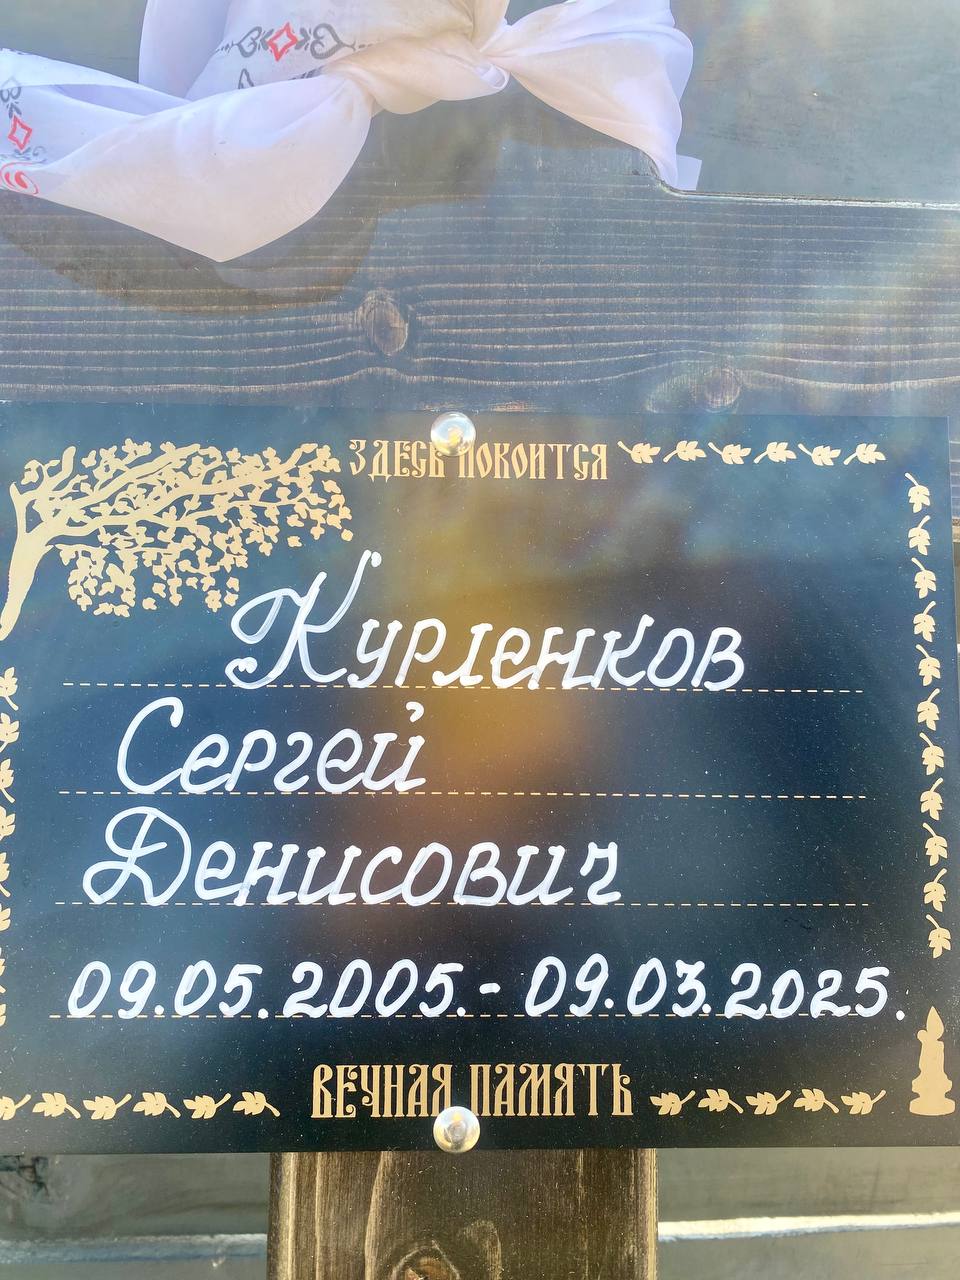 ЗДЕСЬ ПОКОИТСЯ
Курленков
Сергей
Денисович
09.05.2005.- 09.03.2025.
ВЕЧНАЯ ПАМЯТЬ